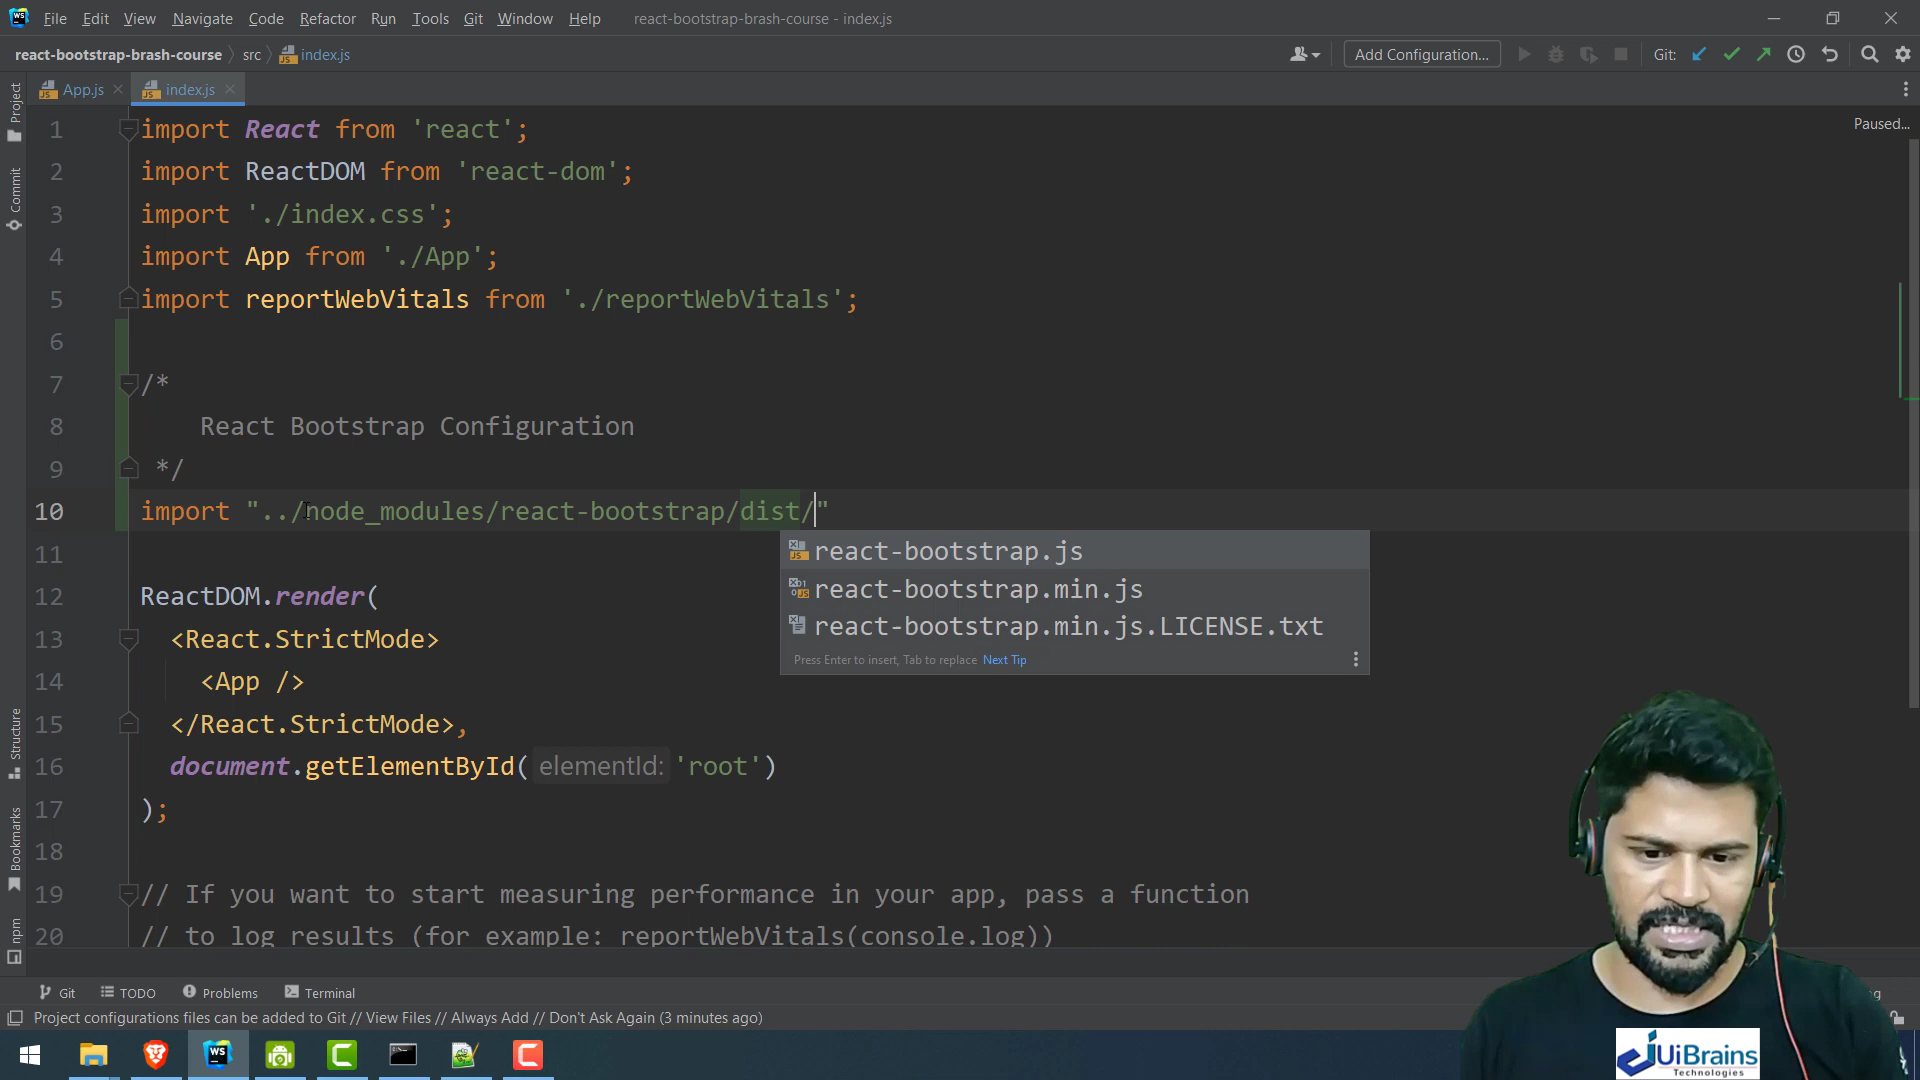 WS File Edit View Navigate Code Refactor Run Tools Git Window Help react-bootstrap-brash-course - index.js
react-bootstrap-brash-course src index.js Add Configuration... Git:
App.js index.js
Paused...
Project
Commit
Structure
Bookmarks
npm
1 import React from 'react';
2 import ReactDOM from 'react-dom';
3 import './index.css';
4 import App from './App';
5 import reportWebVitals from './reportWebVitals';
6
7 /*
8 React Bootstrap Configuration
9 */
10 import "../node_modules/react-bootstrap/dist/"
react-bootstrap.js
react-bootstrap.min.js
react-bootstrap.min.js.LICENSE.txt
Press Enter to insert, Tab to replace Next Tip
11
12 ReactDOM.render(
13 <React.StrictMode>
14 <App />
15 </React.StrictMode>,
16 document.getElementById( elementId: 'root')
17 );
18
19 // If you want to start measuring performance in your app, pass a function
20 // to log results (for example: reportWebVitals(console.log))
Git TODO Problems Terminal
Project configurations files can be added to Git // View Files // Always Add // Don't Ask Again (3 minutes ago)
WS
UiBrains
Technologies